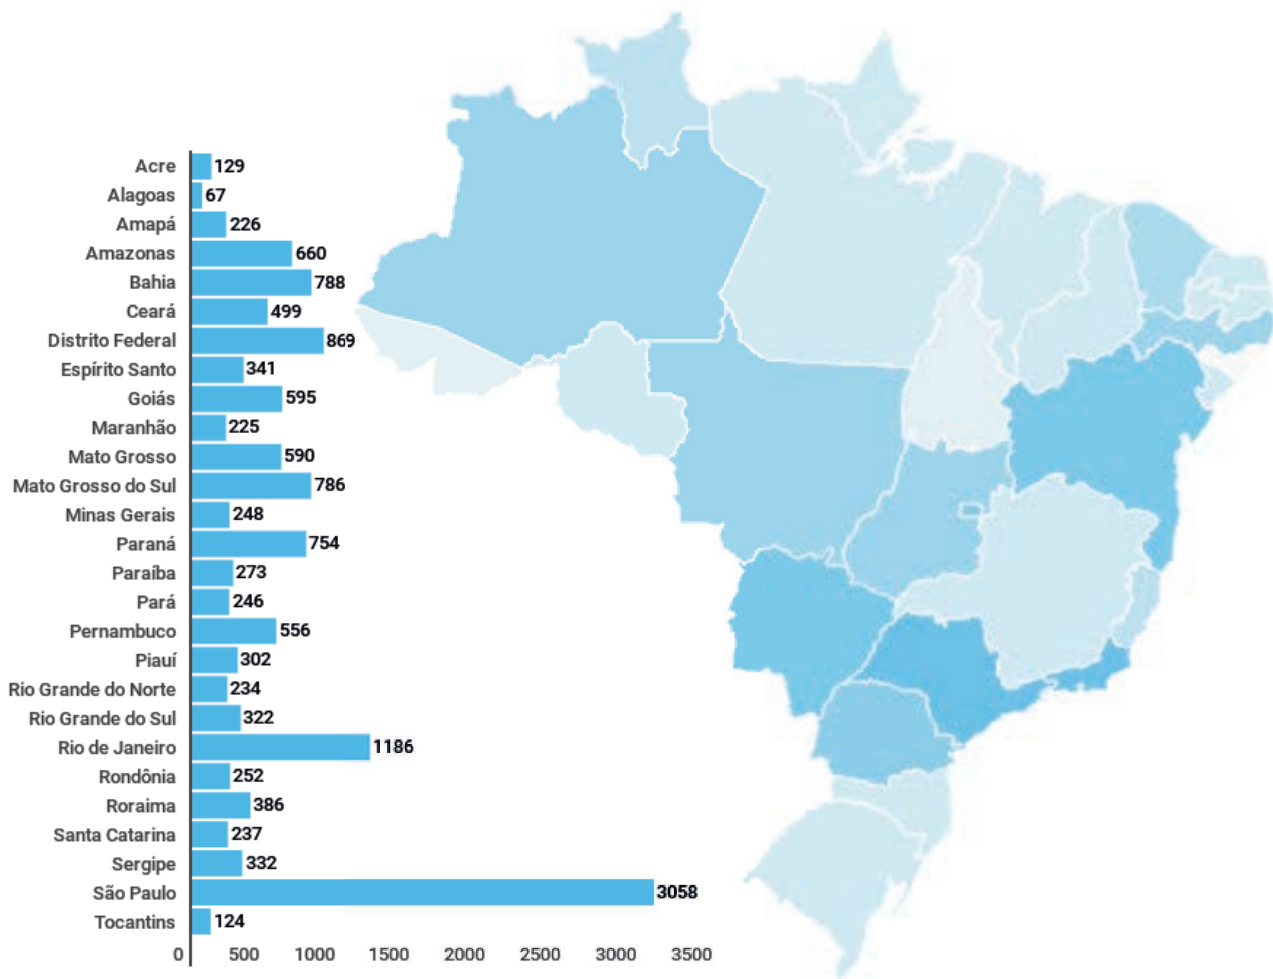 Acre 129
Alagoas 67
Amapá 226
Amazonas 660
Bahia 788
Ceará 499
Distrito Federal 869
Espírito Santo 341
Goiás 595
Maranhão 225
Mato Grosso 590
Mato Grosso do Sul 786
Minas Gerais 248
Paraná 754
Paraíba 273
Pará 246
Pernambuco 556
Piauí 302
Rio Grande do Norte 234
Rio Grande do Sul 322
Rio de Janeiro 1186
Rondônia 252
Roraima 386
Santa Catarina 237
Sergipe 332
São Paulo 3058
Tocantins 124
0 500 1000 1500 2000 2500 3000 3500